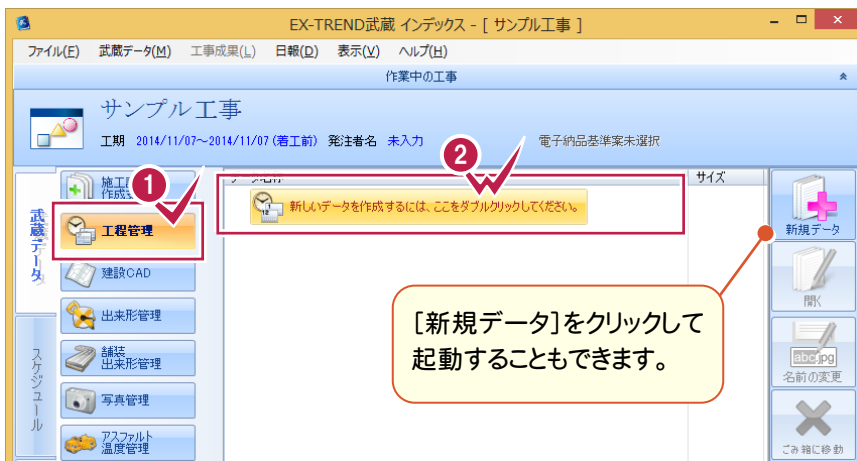 EX-TREND武蔵 インデックス - [ サンプル工事 ]
ファイル(F) 武蔵データ(M) 工事成果(L) 日報(D) 表示(V) ヘルプ(H)
作業中の工事
サンプル工事
工期 2014/11/07~2014/11/07 (着工前) 発注者名 未入力 電子納品基準案未選択
武蔵データ
スケジュール
1
工程管理
建設CAD
出来形管理
舗装
出来形管理
写真管理
アスファルト
温度管理
2
サイズ
新しいデータを作成するには、ここをダブルクリックしてください。
[新規データ]をクリックして
起動することもできます。
新規データ
開く
abc.jpg
名前の変更
ごみ箱に移動